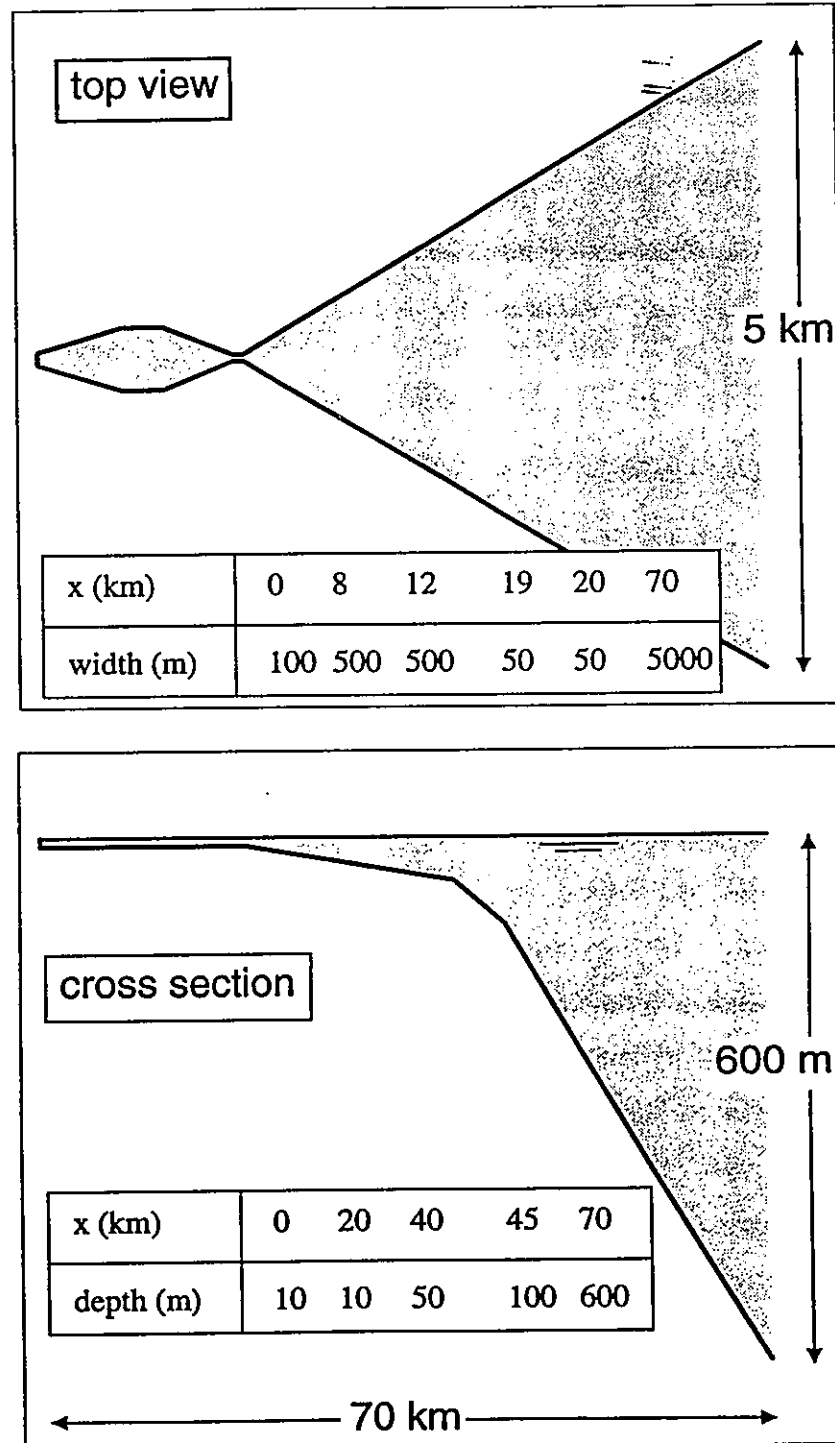 top view
5 km
x (km) 0 8 12 19 20 70
width (m) 100 500 500 50 50 5000
cross section
600 m
x (km) 0 20 40 45 70
depth (m) 10 10 50 100 600
70 km